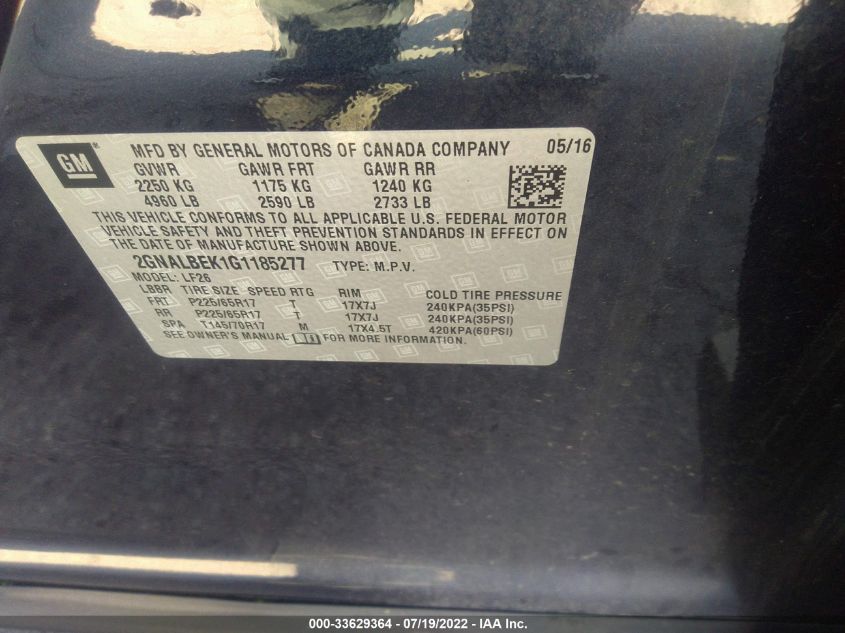 GM ® MFD BY GENERAL MOTORS OF CANADA COMPANY 05/16
GVWR GAWR FRT GAWR RR
2250 KG 1175 KG 1240 KG
4960 LB 2590 LB 2733 LB
THIS VEHICLE CONFORMS TO ALL APPLICABLE U.S. FEDERAL MOTOR
VEHICLE SAFETY AND THEFT PREVENTION STANDARDS IN EFFECT ON
THE DATE OF MANUFACTURE SHOWN ABOVE.
2GNALBEK1G1185277 TYPE: M.P.V.
MODEL: LF26
LBBR TIRE SIZE SPEED RTG RIM COLD TIRE PRESSURE
FRT P225/65R17 T 17X7J 240KPA(35PSI)
RR P225/65R17 T 17X7J 240KPA(35PSI)
SPA T145/70R17 M 17X4.5T 420KPA(60PSI)
SEE OWNER'S MANUAL FOR MORE INFORMATION.
000-33629364 - 07/19/2022 - IAA Inc.